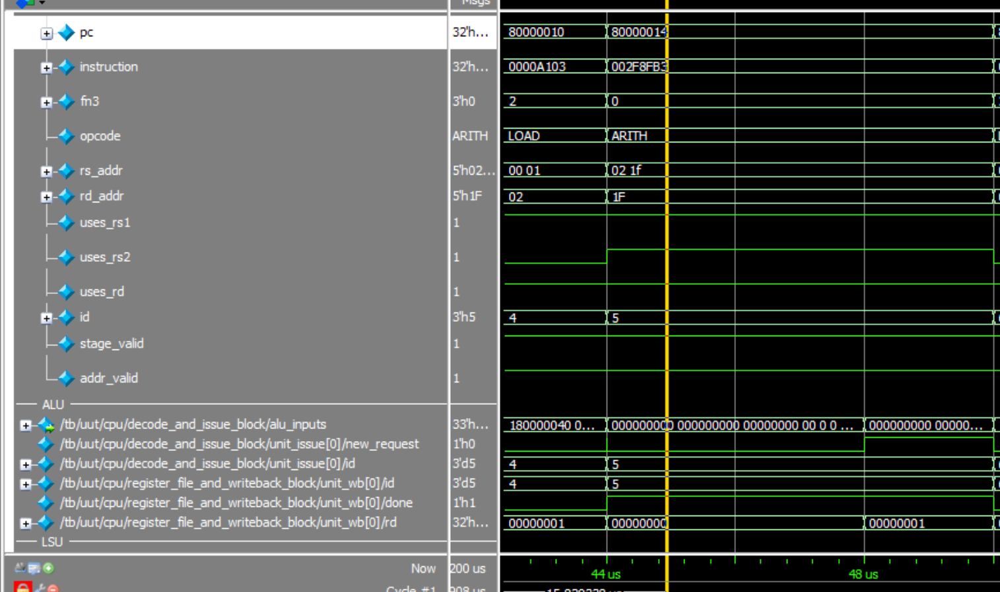 Msgs
pc 32'h... 80000010 80000014
instruction 32'h... 0000A103 002F8FB3
fn3 3'h0 2 0
opcode ARITH LOAD ARITH
rs_addr 5'h02... 00 01 02 1f
rd_addr 5'h1F 02 1F
uses_rs1 1
uses_rs2 1
uses_rd 1
id 3'h5 4 5
stage_valid 1
addr_valid 1
ALU
/tb/uut/cpu/decode_and_issue_block/alu_inputs 33'h... 180000040 0... 000000000 000000000 00000000 00 0 0 ... 000000000 00000...
/tb/uut/cpu/decode_and_issue_block/unit_issue[0]/new_request 1'h0
/tb/uut/cpu/decode_and_issue_block/unit_issue[0]/id 3'd5 4 5
/tb/uut/cpu/register_file_and_writeback_block/unit_wb[0]/id 3'd5 4 5
/tb/uut/cpu/register_file_and_writeback_block/unit_wb[0]/done 1'h1
/tb/uut/cpu/register_file_and_writeback_block/unit_wb[0]/rd 32'h... 00000001 00000000 00000001
LSU
Now 200 us 44 us 48 us
Cycle #1 908 us